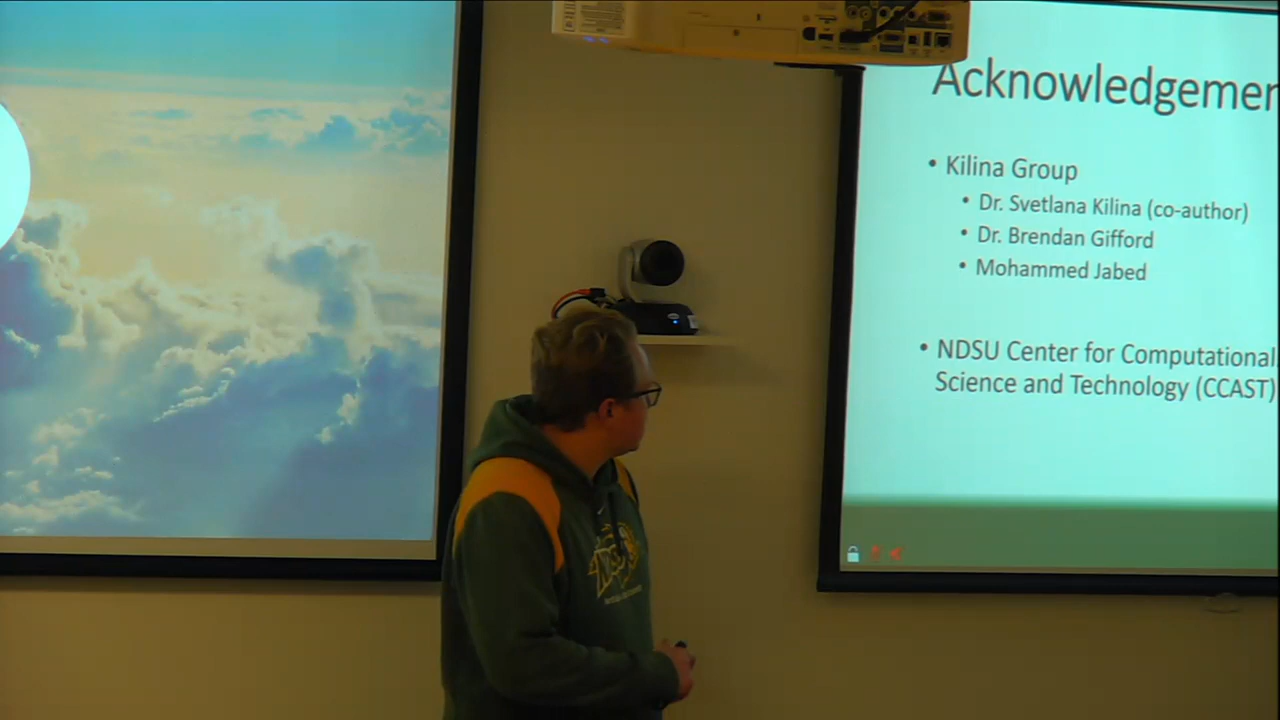 Acknowledgemen
• Kilina Group
• Dr. Svetlana Kilina (co-author)
• Dr. Brendan Gifford
• Mohammed Jabed
• NDSU Center for Computational
Science and Technology (CCAST)